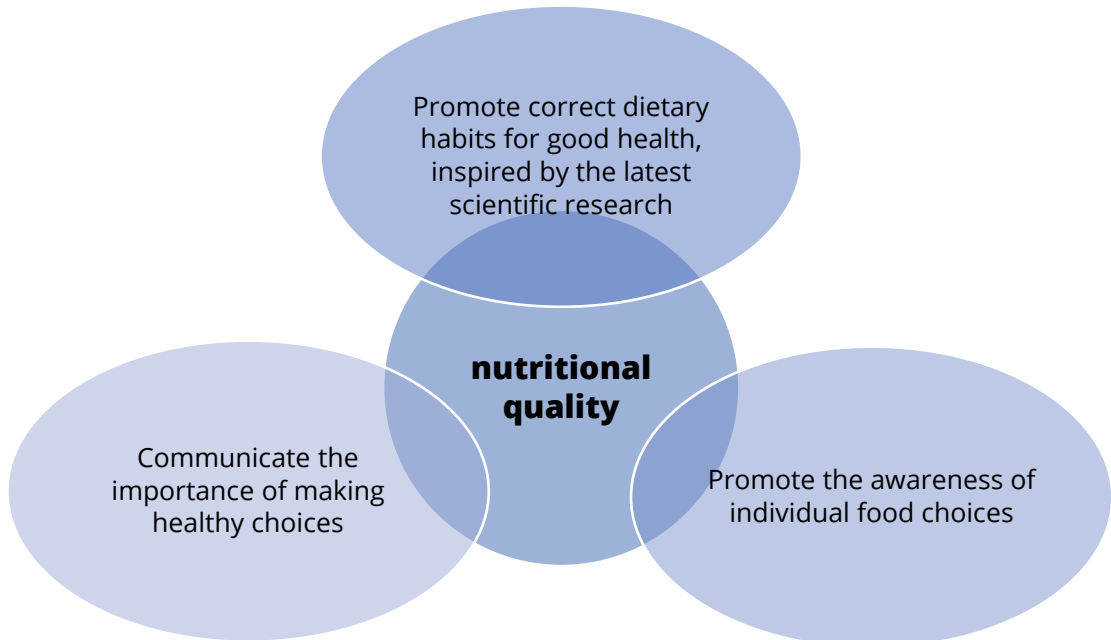 Promote correct dietary
habits for good health,
inspired by the latest
scientific research
nutritional
quality
Communicate the
importance of making
healthy choices
Promote the awareness of
individual food choices